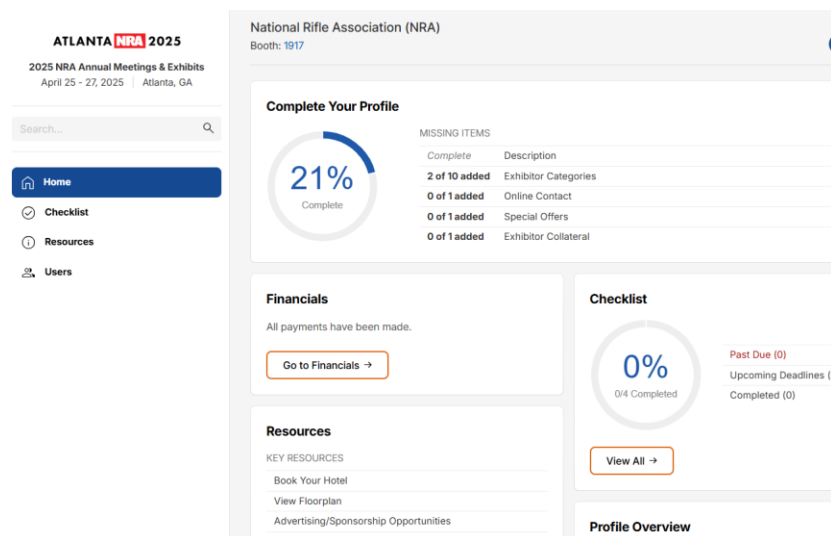 ATLANTA NRA 2025
2025 NRA Annual Meetings & Exhibits
April 25 - 27, 2025 | Atlanta, GA
Search...
Home
Checklist
Resources
Users
National Rifle Association (NRA)
Booth: 1917
Complete Your Profile
21%
Complete
MISSING ITEMS
Complete Description
2 of 10 added Exhibitor Categories
0 of 1 added Online Contact
0 of 1 added Special Offers
0 of 1 added Exhibitor Collateral
Financials
All payments have been made.
Go to Financials →
Checklist
0%
0/4 Completed
Past Due (0)
Upcoming Deadlines (
Completed (0)
View All →
Resources
KEY RESOURCES
Book Your Hotel
View Floorplan
Advertising/Sponsorship Opportunities
Profile Overview